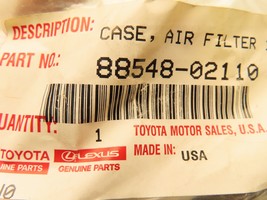 DESCRIPTION: CASE, AIR FILTER
PART NO.: 88548-02110
QUANTITY: 1
TOYOTA MOTOR SALES, U.S.A.
TOYOTA LEXUS
GENUINE PARTS GENUINE PARTS
MADE IN: USA